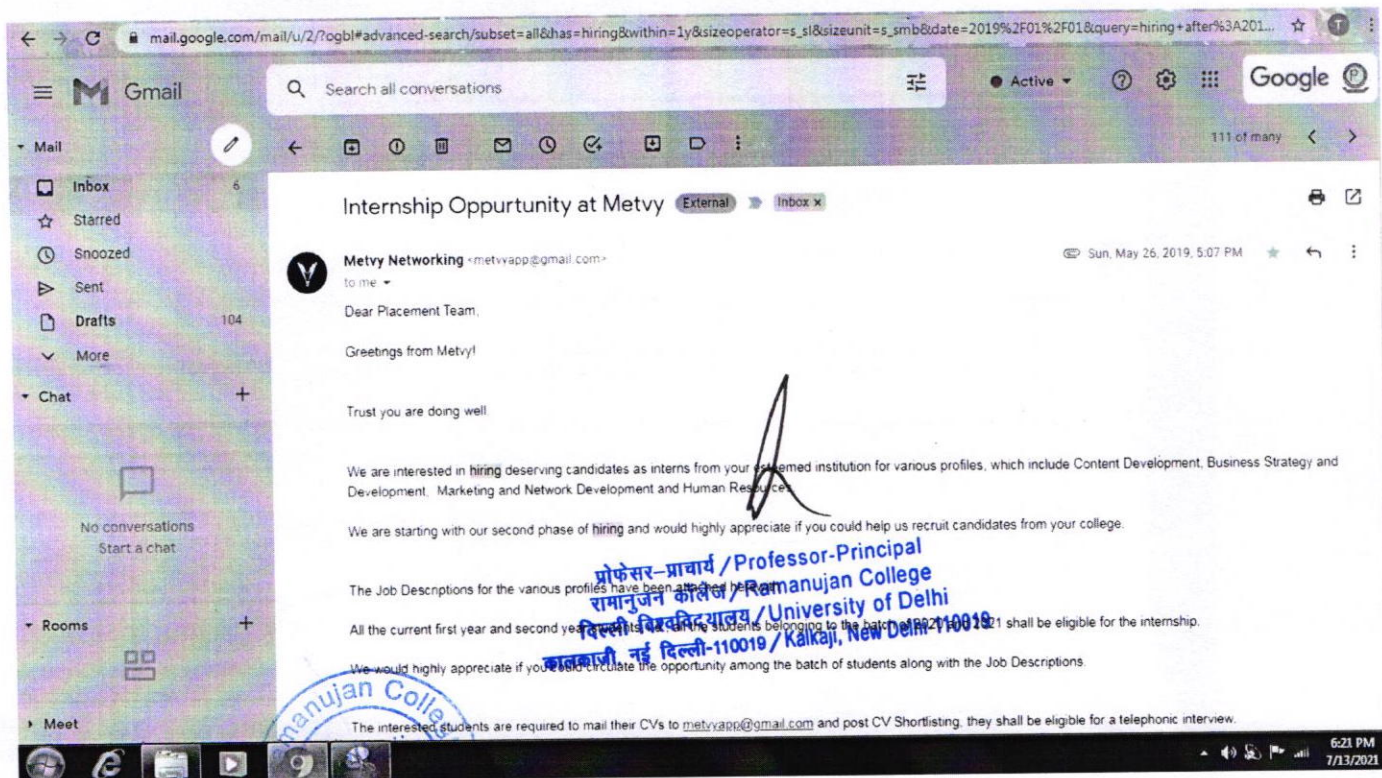 mail.google.com/mail/u/2/?ogbl#advanced-search/subset=all&has=hiring&within=1y&sizeoperator=s_sl&sizeunit=s_smb&date=2019%2F01%2F01&query=hiring+after%3A201...
Gmail
Search all conversations
Active
Google
Mail
111 of many
Inbox 6
Starred
Snoozed
Sent
Drafts 104
More
Chat
No conversations
Start a chat
Rooms
Meet
Internship Oppurtunity at Metvy External Inbox x
Metvy Networking <metvyapp@gmail.com>
Sun, May 26, 2019, 5:07 PM
to me
Dear Placement Team,
Greetings from Metvy!
Trust you are doing well.
We are interested in hiring deserving candidates as interns from your esteemed institution for various profiles, which include Content Development, Business Strategy and
Development, Marketing and Network Development and Human Resources.
We are starting with our second phase of hiring and would highly appreciate if you could help us recruit candidates from your college.
The Job Descriptions for the various profiles have been attached
All the current first year and second year students, all the students belonging to the batch of 2020 2021 shall be eligible for the internship.
We would highly appreciate if you could circulate the opportunity among the batch of students along with the Job Descriptions.
The interested students are required to mail their CVs to metvyapp@gmail.com and post CV Shortlisting, they shall be eligible for a telephonic interview.
प्रोफेसर–प्राचार्य / Professor-Principal
रामानुजन कॉलेज / Ramanujan College
दिल्ली विश्वविद्यालय / University of Delhi
कालकाजी, नई दिल्ली-110019 / Kalkaji, New Delhi-110019
manujan College
6:21 PM
7/13/2021